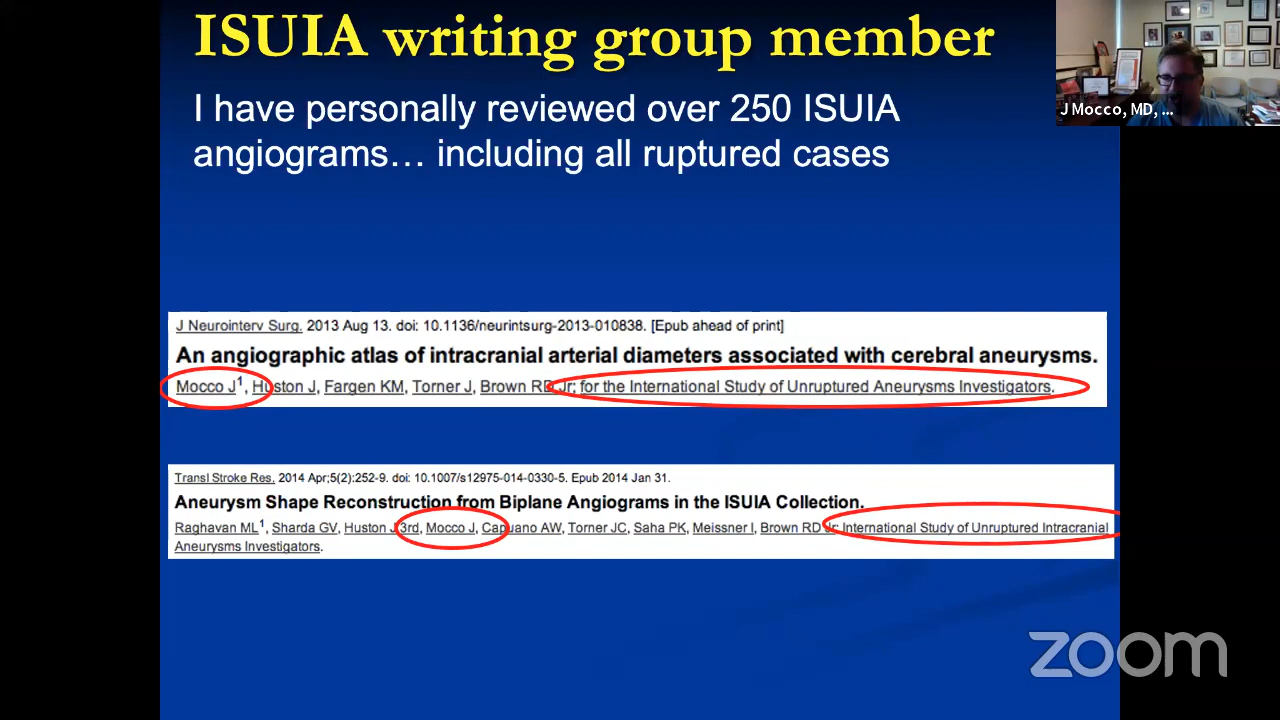 ISUIA writing group member
J Mocco, MD, ...
I have personally reviewed over 250 ISUIA
angiograms… including all ruptured cases
J Neurointerv Surg. 2013 Aug 13. doi: 10.1136/neurintsurg-2013-010838. [Epub ahead of print]
An angiographic atlas of intracranial arterial diameters associated with cerebral aneurysms.
Mocco J1, Huston J, Fargen KM, Torner J, Brown RD Jr; for the International Study of Unruptured Aneurysms Investigators.
Transl Stroke Res. 2014 Apr;5(2):252-9. doi: 10.1007/s12975-014-0330-5. Epub 2014 Jan 31.
Aneurysm Shape Reconstruction from Biplane Angiograms in the ISUIA Collection.
Raghavan ML1, Sharda GV, Huston J 3rd, Mocco J, Capuano AW, Torner JC, Saha PK, Meissner I, Brown RD Jr; International Study of Unruptured Intracranial
Aneurysms Investigators.
zoom